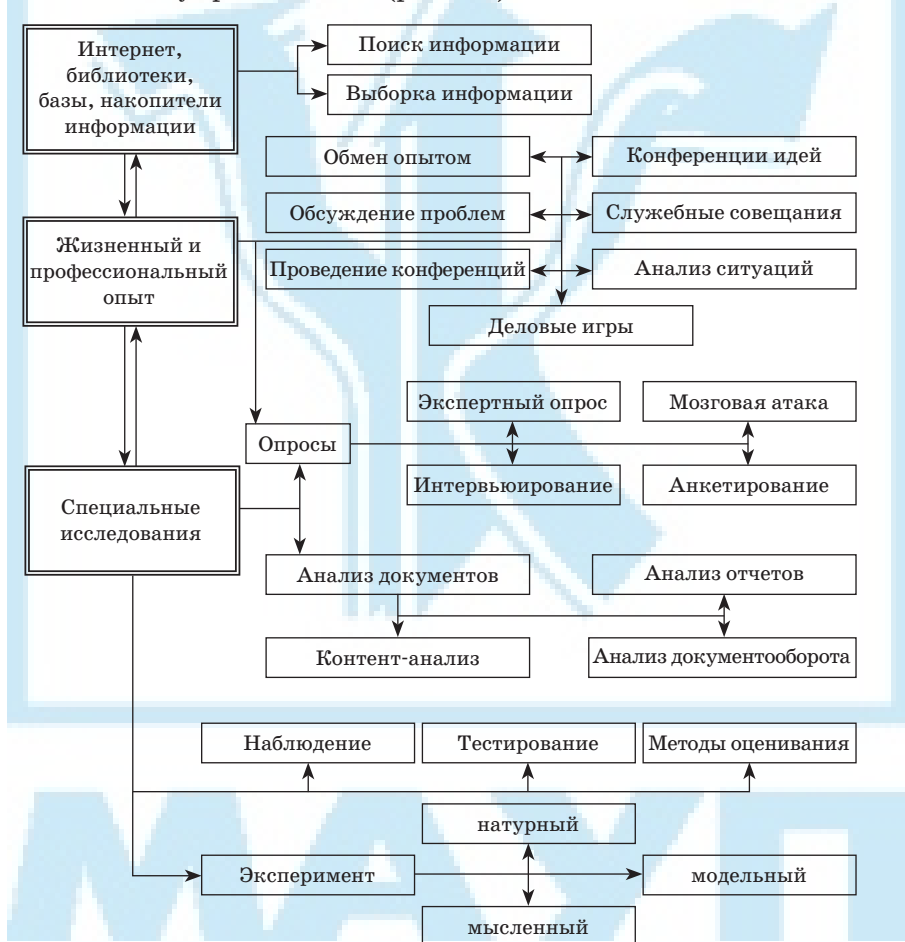 Интернет,
библиотеки,
базы, накопители
информации
Поиск информации
Выборка информации
Обмен опытом
Конференции идей
Жизненный и
профессиональный
опыт
Обсуждение проблем
Служебные совещания
Проведение конференций
Анализ ситуаций
Деловые игры
Экспертный опрос
Мозговая атака
Опросы
Интервьюирование
Анкетирование
Специальные
исследования
Анализ документов
Анализ отчетов
Контент-анализ
Анализ документооборота
Наблюдение
Тестирование
Методы оценивания
натурный
Эксперимент
модельный
мысленный
МАУП